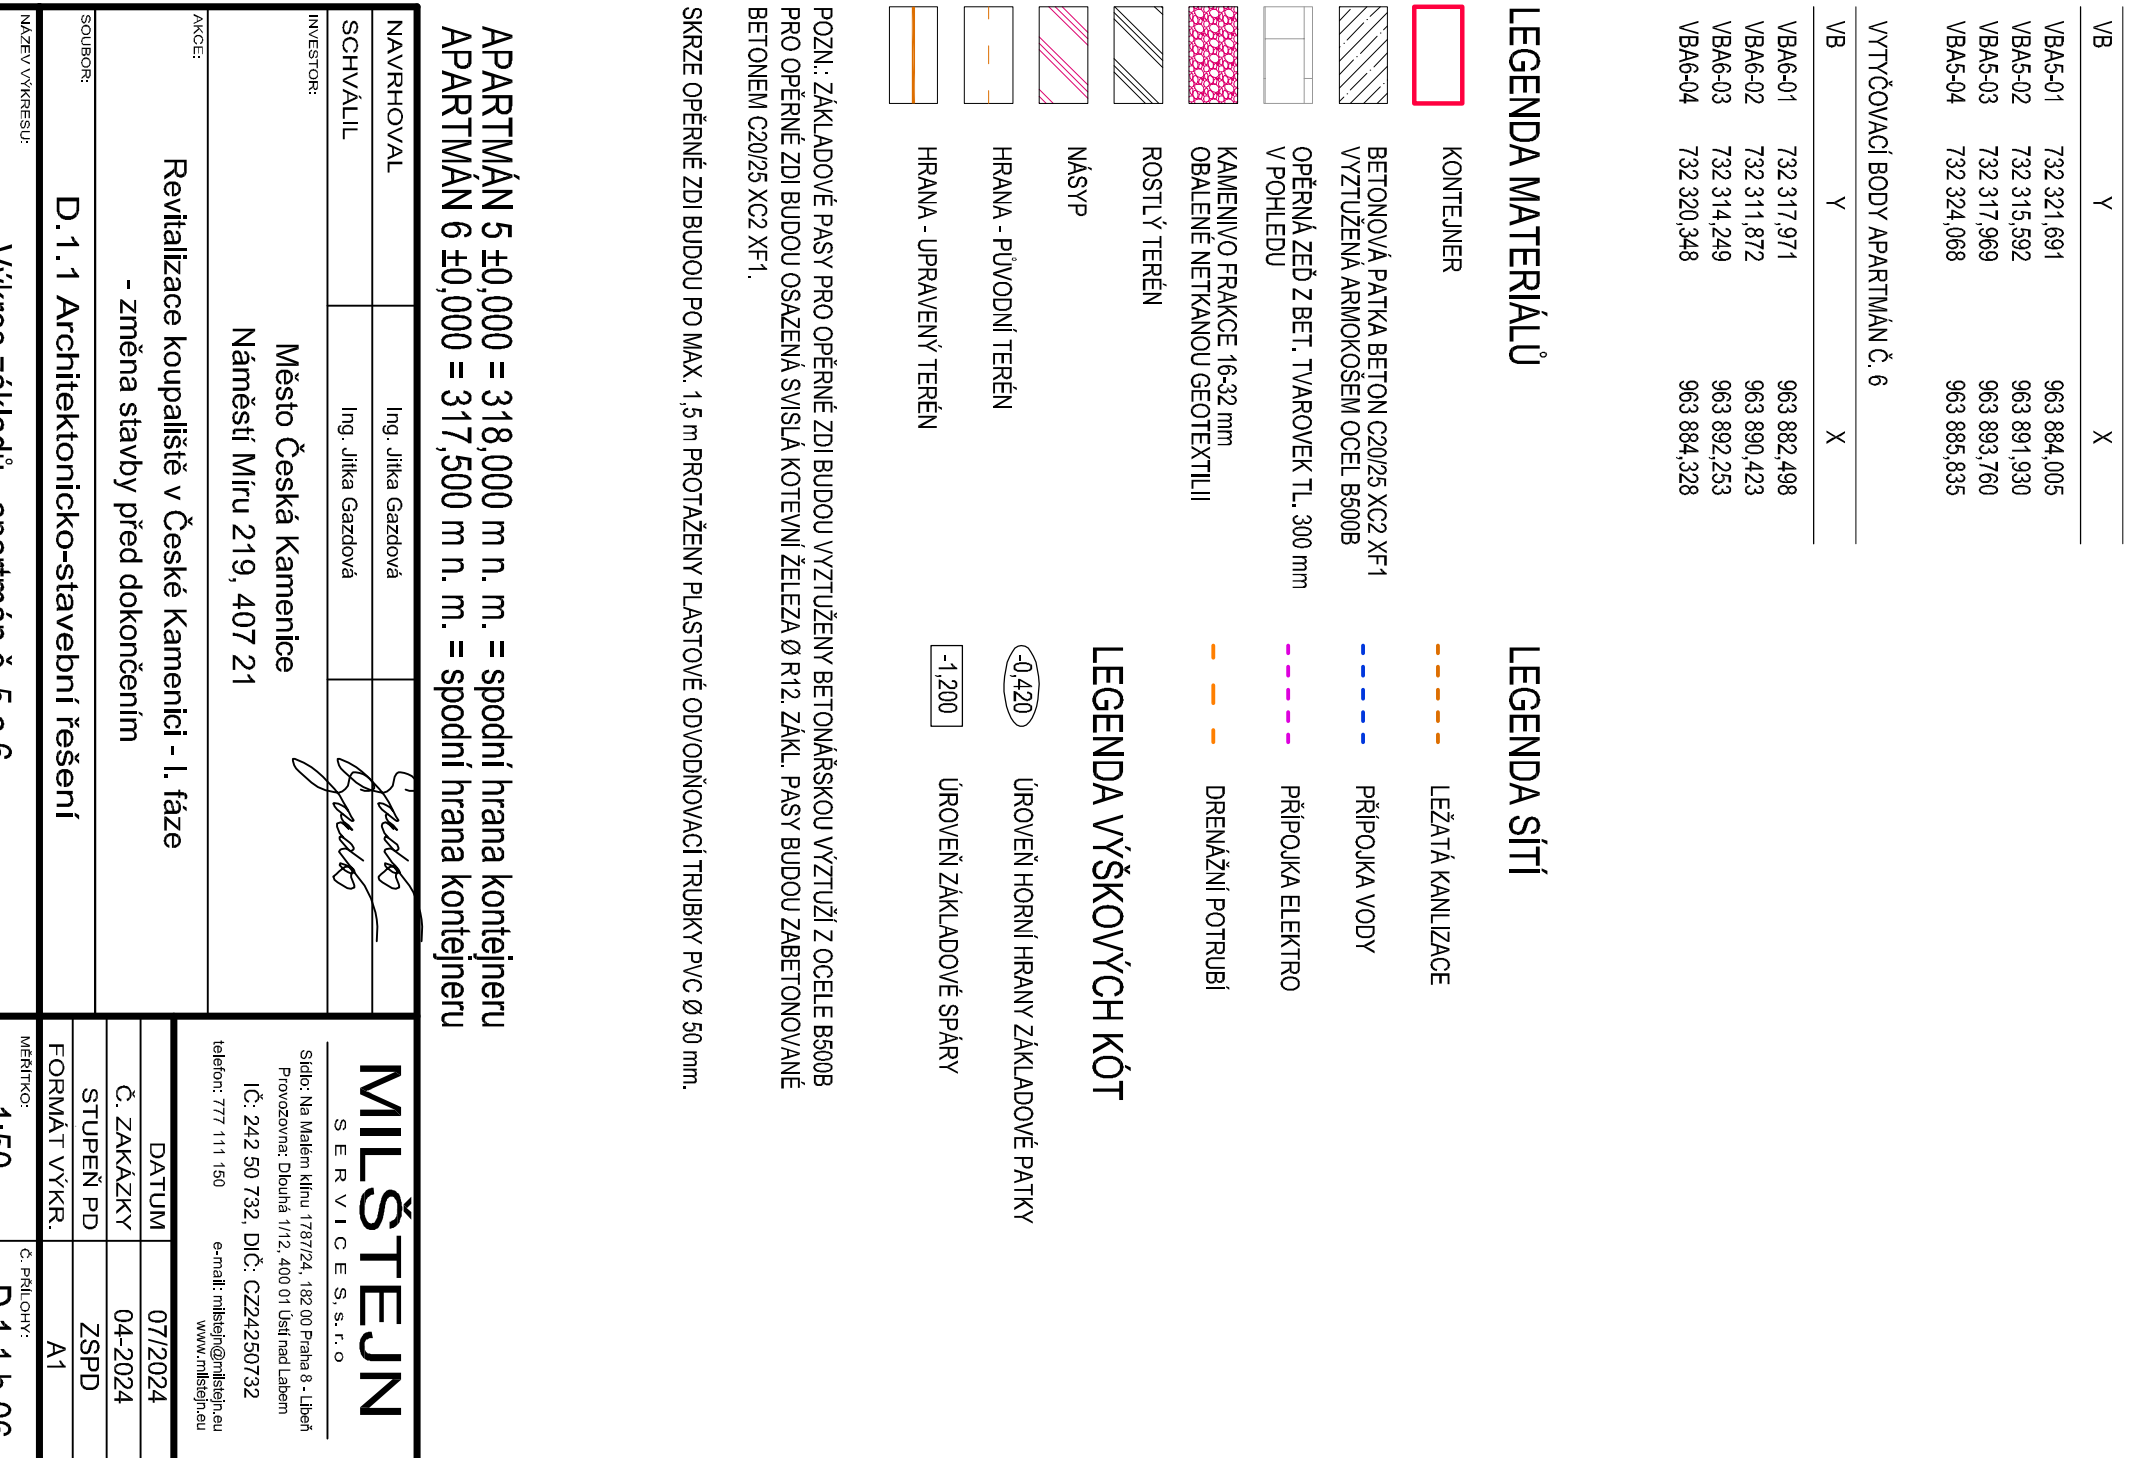 VB Y X
VBA5-01 732 321,691 963 884,005
VBA5-02 732 315,592 963 891,930
VBA5-03 732 317,969 963 893,760
VBA5-04 732 324,068 963 885,835
VYTYČOVACÍ BODY APARTMÁN Č. 6
VB Y X
VBA6-01 732 317,971 963 882,498
VBA6-02 732 311,872 963 890,423
VBA6-03 732 314,249 963 892,253
VBA6-04 732 320,348 963 884,328
LEGENDA MATERIÁLŮ
KONTEJNER
BETONOVÁ PATKA BETON C20/25 XC2 XF1
VYZTUŽENÁ ARMOKOŠEM OCEL B500B
OPĚRNÁ ZEĎ Z BET. TVAROVEK TL. 300 mm
V POHLEDU
KAMENIVO FRAKCE 16-32 mm
OBALENÉ NETKANOU GEOTEXTILII
ROSTLÝ TERÉN
NÁSYP
HRANA - PŮVODNÍ TERÉN
HRANA - UPRAVENÝ TERÉN
LEGENDA SÍTÍ
LEŽATÁ KANLIZACE
PŘÍPOJKA VODY
PŘÍPOJKA ELEKTRO
DRENÁŽNÍ POTRUBÍ
LEGENDA VÝŠKOVÝCH KÓT
-0,420 ÚROVEŇ HORNÍ HRANY ZÁKLADOVÉ PATKY
-1,200 ÚROVEŇ ZÁKLADOVÉ SPÁRY
POZN.: ZÁKLADOVÉ PASY PRO OPĚRNÉ ZDI BUDOU VYZTUŽENY BETONÁŘSKOU VÝZTUŽÍ Z OCELE B500B
PRO OPĚRNÉ ZDI BUDOU OSAZENÁ SVISLÁ KOTEVNÍ ŽELEZA Ø R12. ZÁKL. PASY BUDOU ZABETONOVANÉ
BETONEM C20/25 XC2 XF1.
SKRZE OPĚRNÉ ZDI BUDOU PO MAX. 1,5 m PROTAŽENY PLASTOVÉ ODVODŇOVACÍ TRUBKY PVC Ø 50 mm.
APARTMÁN 5 ±0,000 = 318,000 m n. m. = spodní hrana kontejneru
APARTMÁN 6 ±0,000 = 317,500 m n. m. = spodní hrana kontejneru
NAVRHOVAL Ing. Jitka Gazdová
SCHVÁLIL Ing. Jitka Gazdová
INVESTOR:
Město Česká Kamenice
Náměstí Míru 219, 407 21
AKCE:
Revitalizace koupaliště v České Kamenici - I. fáze
- změna stavby před dokončením
SOUBOR:
D.1.1 Architektonicko-stavební řešení
NÁZEV VÝKRESU:
Výkres základů - apartmán č. 5 a 6
MILŠTEJN
SERVICES, s.r.o
Sídlo: Na Malém klínu 1787/24, 182 00 Praha 8 - Libeň
Provozovna: Dlouhá 1/12, 400 01 Ústí nad Labem
IČ: 242 50 732, DIČ: CZ24250732
telefon: 777 111 150 e-mail: milstejn@milstejn.eu
www.milstejn.eu
DATUM 07/2024
Č. ZAKÁZKY 04-2024
STUPEŇ PD ZSPD
FORMÁT VÝKR. A1
MĚŘÍTKO: Č. PŘÍLOHY:
1:50 D.1.1.b.06